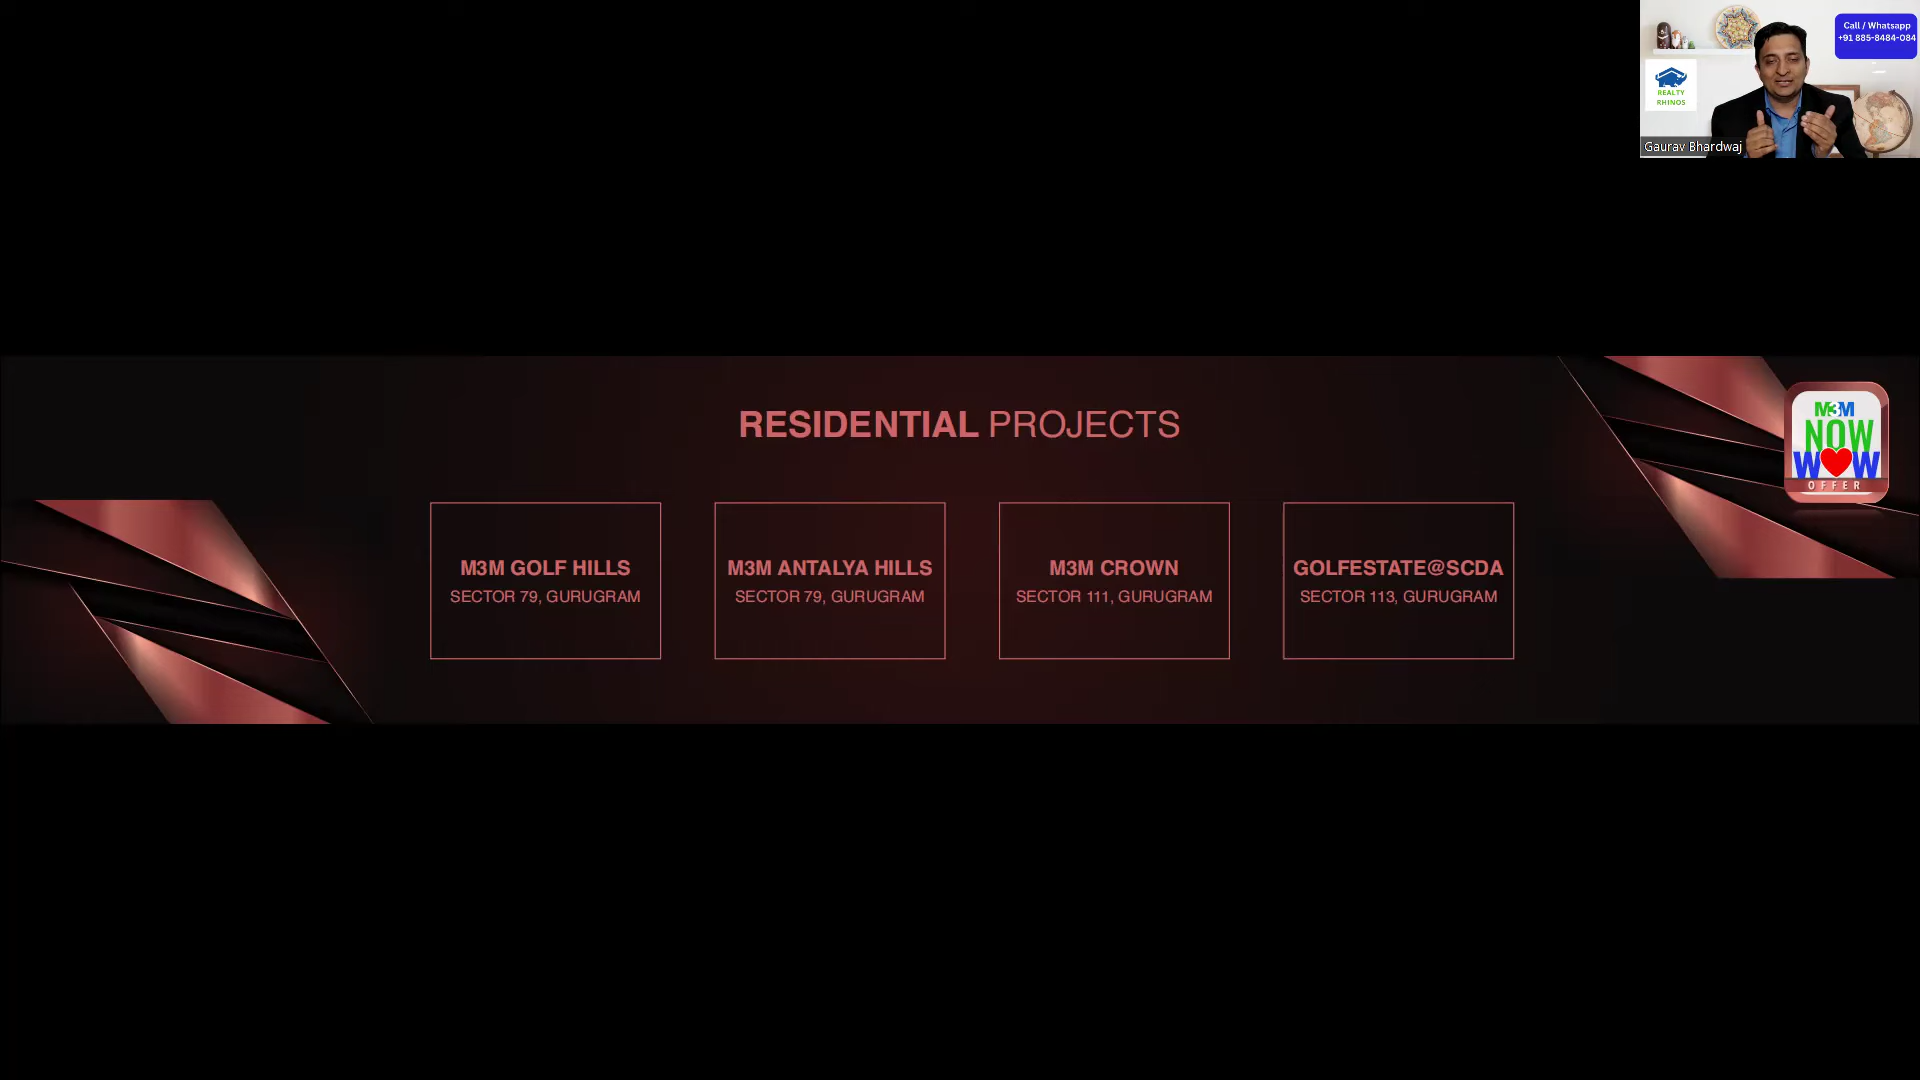 Call / Whatsapp
+91 885-8484-084
REALTY
RHINOS
Gaurav Bhardwaj
RESIDENTIAL PROJECTS
M3M
NOW
WOW
OFFER
M3M GOLF HILLS
SECTOR 79, GURUGRAM
M3M ANTALYA HILLS
SECTOR 79, GURUGRAM
M3M CROWN
SECTOR 111, GURUGRAM
GOLFESTATE@SCDA
SECTOR 113, GURUGRAM